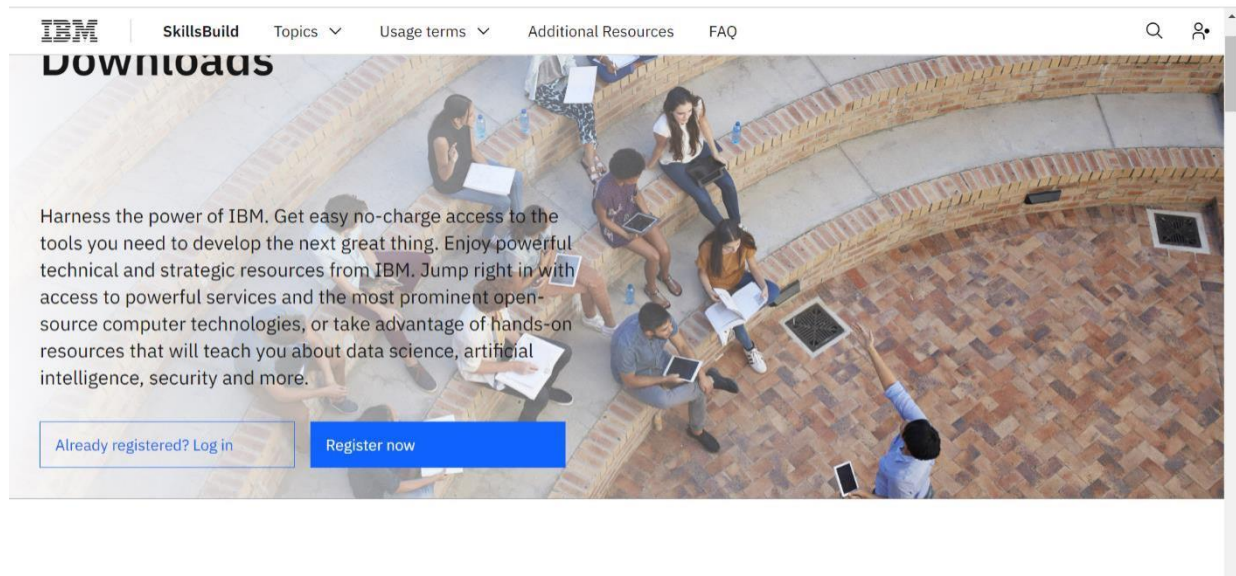 IBM SkillsBuild Topics Usage terms Additional Resources FAQ
Downloads
Harness the power of IBM. Get easy no-charge access to the
tools you need to develop the next great thing. Enjoy powerful
technical and strategic resources from IBM. Jump right in with
access to powerful services and the most prominent open-
source computer technologies, or take advantage of hands-on
resources that will teach you about data science, artificial
intelligence, security and more.
Already registered? Log in Register now